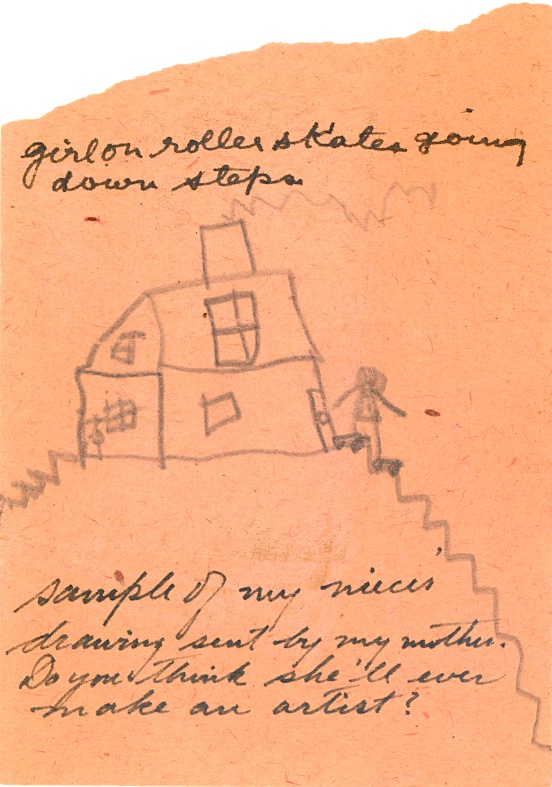 girl on roller skates going
down steps
sample of my niece's
drawing sent by my mother.
Do you think she'll ever
make an artist?